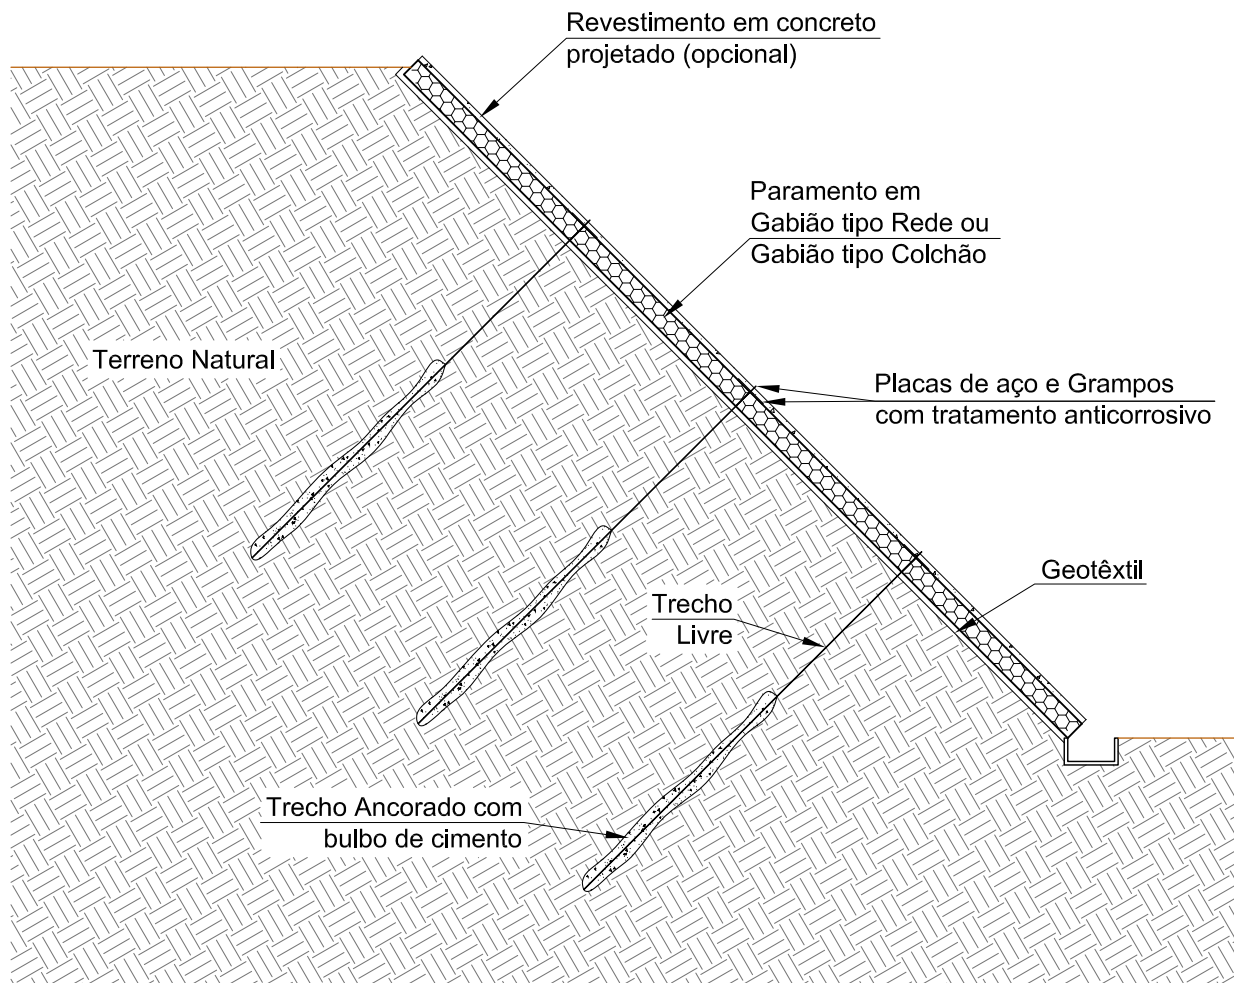 Revestimento em concreto
projetado (opcional)
Paramento em
Gabião tipo Rede ou
Gabião tipo Colchão
Terreno Natural
Placas de aço e Grampos
com tratamento anticorrosivo
Geotêxtil
Trecho
Livre
Trecho Ancorado com
bulbo de cimento